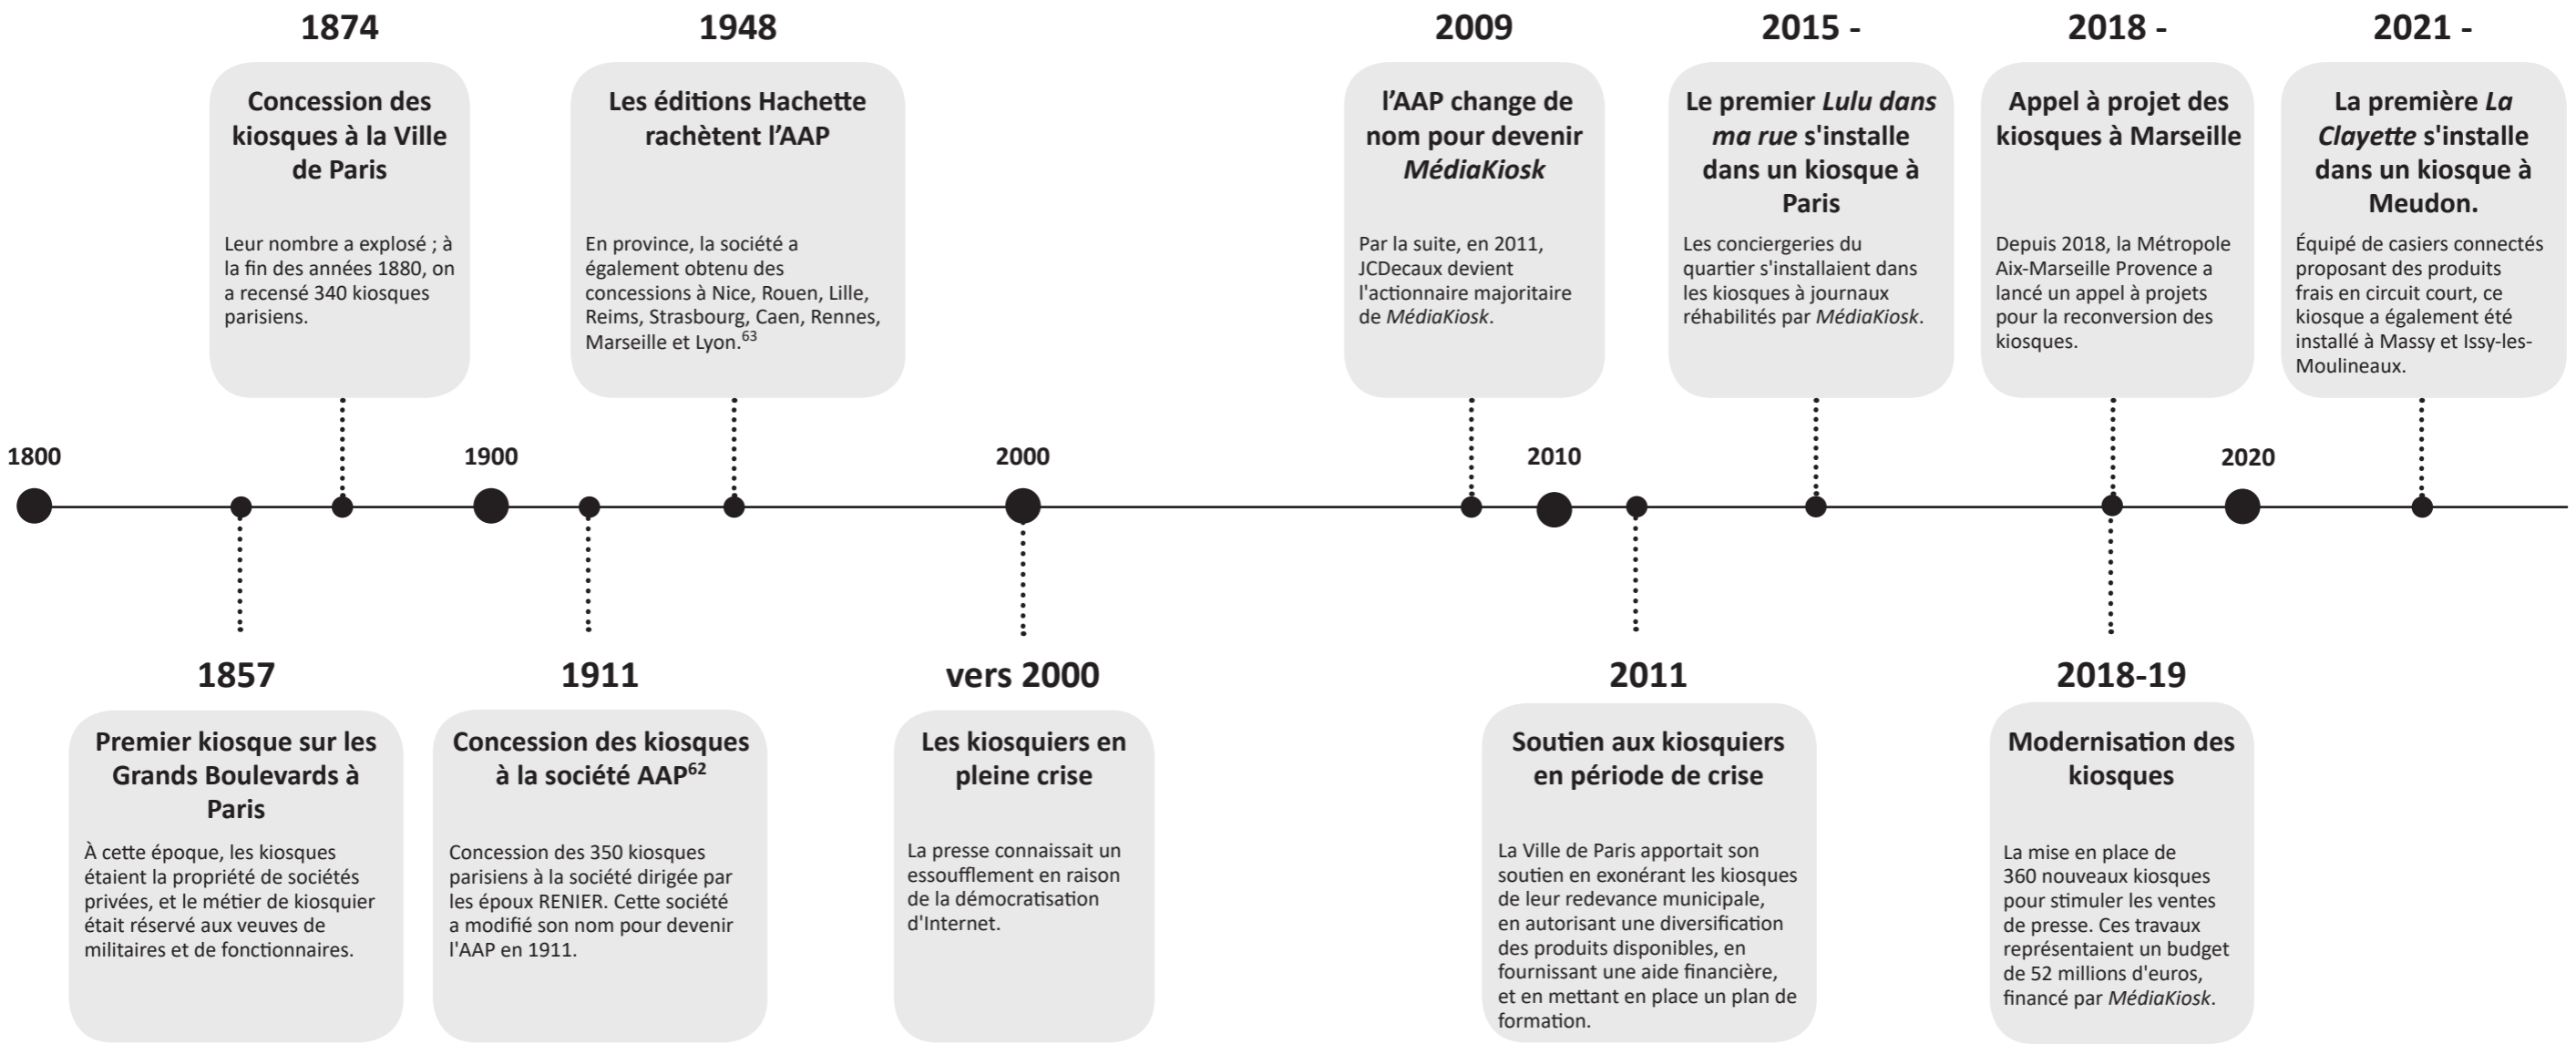 1874
Concession des
kiosques à la Ville
de Paris
Leur nombre a explosé ; à
la fin des années 1880, on
a recensé 340 kiosques
parisiens.
1948
Les éditions Hachette
rachètent l’AAP
En province, la société a
également obtenu des
concessions à Nice, Rouen, Lille,
Reims, Strasbourg, Caen, Rennes,
Marseille et Lyon.63
2009
l’AAP change de
nom pour devenir
MédiaKiosk
Par la suite, en 2011,
JCDecaux devient
l'actionnaire majoritaire
de MédiaKiosk.
2015 -
Le premier Lulu dans
ma rue s'installe
dans un kiosque à
Paris
Les conciergeries du
quartier s'installaient dans
les kiosques à journaux
réhabilités par MédiaKiosk.
2018 -
Appel à projet des
kiosques à Marseille
Depuis 2018, la Métropole
Aix-Marseille Provence a
lancé un appel à projets
pour la reconversion des
kiosques.
2021 -
La première La
Clayette s'installe
dans un kiosque à
Meudon.
Équipé de casiers connectés
proposant des produits
frais en circuit court, ce
kiosque a également été
installé à Massy et Issy-les-
Moulineaux.
1800
1900
2000
2010
2020
1857
Premier kiosque sur les
Grands Boulevards à
Paris
À cette époque, les kiosques
étaient la propriété de sociétés
privées, et le métier de kiosquier
était réservé aux veuves de
militaires et de fonctionnaires.
1911
Concession des kiosques
à la société AAP62
Concession des 350 kiosques
parisiens à la société dirigée par
les époux RENIER. Cette société
a modifié son nom pour devenir
l'AAP en 1911.
vers 2000
Les kiosquiers en
pleine crise
La presse connaissait un
essoufflement en raison
de la démocratisation
d'Internet.
2011
Soutien aux kiosquiers
en période de crise
La Ville de Paris apportait son
soutien en exonérant les kiosques
de leur redevance municipale,
en autorisant une diversification
des produits disponibles, en
fournissant une aide financière,
et en mettant en place un plan de
formation.
2018-19
Modernisation des
kiosques
La mise en place de
360 nouveaux kiosques
pour stimuler les ventes
de presse. Ces travaux
représentaient un budget
de 52 millions d'euros,
financé par MédiaKiosk.